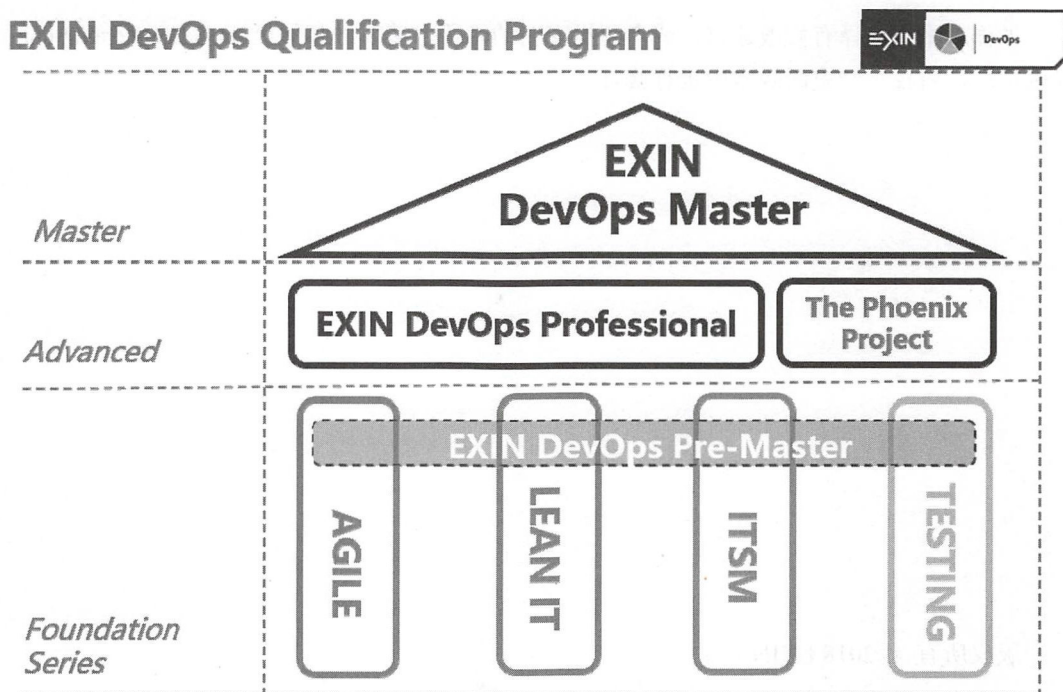 EXIN DevOps Qualification Program
EXIN DevOps
EXIN
DevOps Master
Master
EXIN DevOps Professional
The Phoenix
Project
Advanced
EXIN DevOps Pre-Master
AGILE
LEAN IT
ITSM
TESTING
Foundation
Series